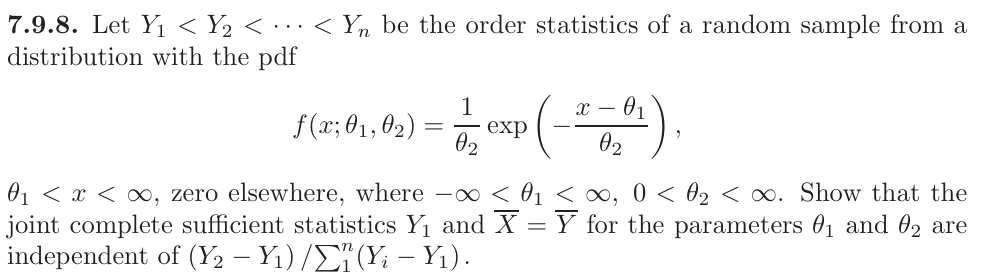 7.9.8. Let Y₁ < Y₂ < ··· < Yₙ be the order statistics of a random sample from a
distribution with the pdf
f(x; θ₁, θ₂) = 1/θ₂ exp(−(x − θ₁)/θ₂),
θ₁ < x < ∞, zero elsewhere, where −∞ < θ₁ < ∞, 0 < θ₂ < ∞. Show that the
joint complete sufficient statistics Y₁ and X̅ = Y̅ for the parameters θ₁ and θ₂ are
independent of (Y₂ − Y₁) /∑₁ⁿ(Yᵢ − Y₁).